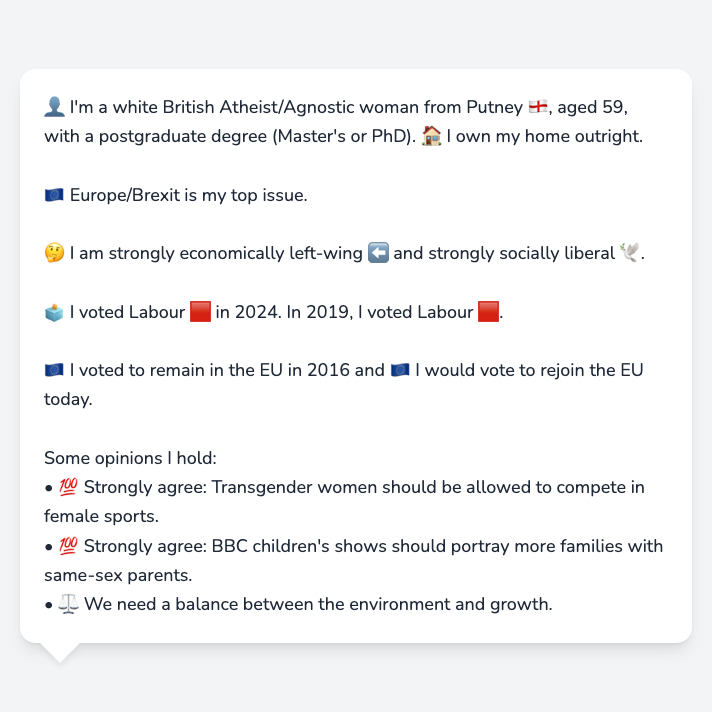 👤 I'm a white British Atheist/Agnostic woman from Putney 🏴󠁧󠁢󠁥󠁮󠁧󠁿, aged 59,
with a postgraduate degree (Master's or PhD). 🏠 I own my home outright.
🇪🇺 Europe/Brexit is my top issue.
🤔 I am strongly economically left-wing ⬅️ and strongly socially liberal 🕊️.
🗳️ I voted Labour 🟥 in 2024. In 2019, I voted Labour 🟥.
🇪🇺 I voted to remain in the EU in 2016 and 🇪🇺 I would vote to rejoin the EU
today.
Some opinions I hold:
• 💯 Strongly agree: Transgender women should be allowed to compete in
female sports.
• 💯 Strongly agree: BBC children's shows should portray more families with
same-sex parents.
• ⚖️ We need a balance between the environment and growth.